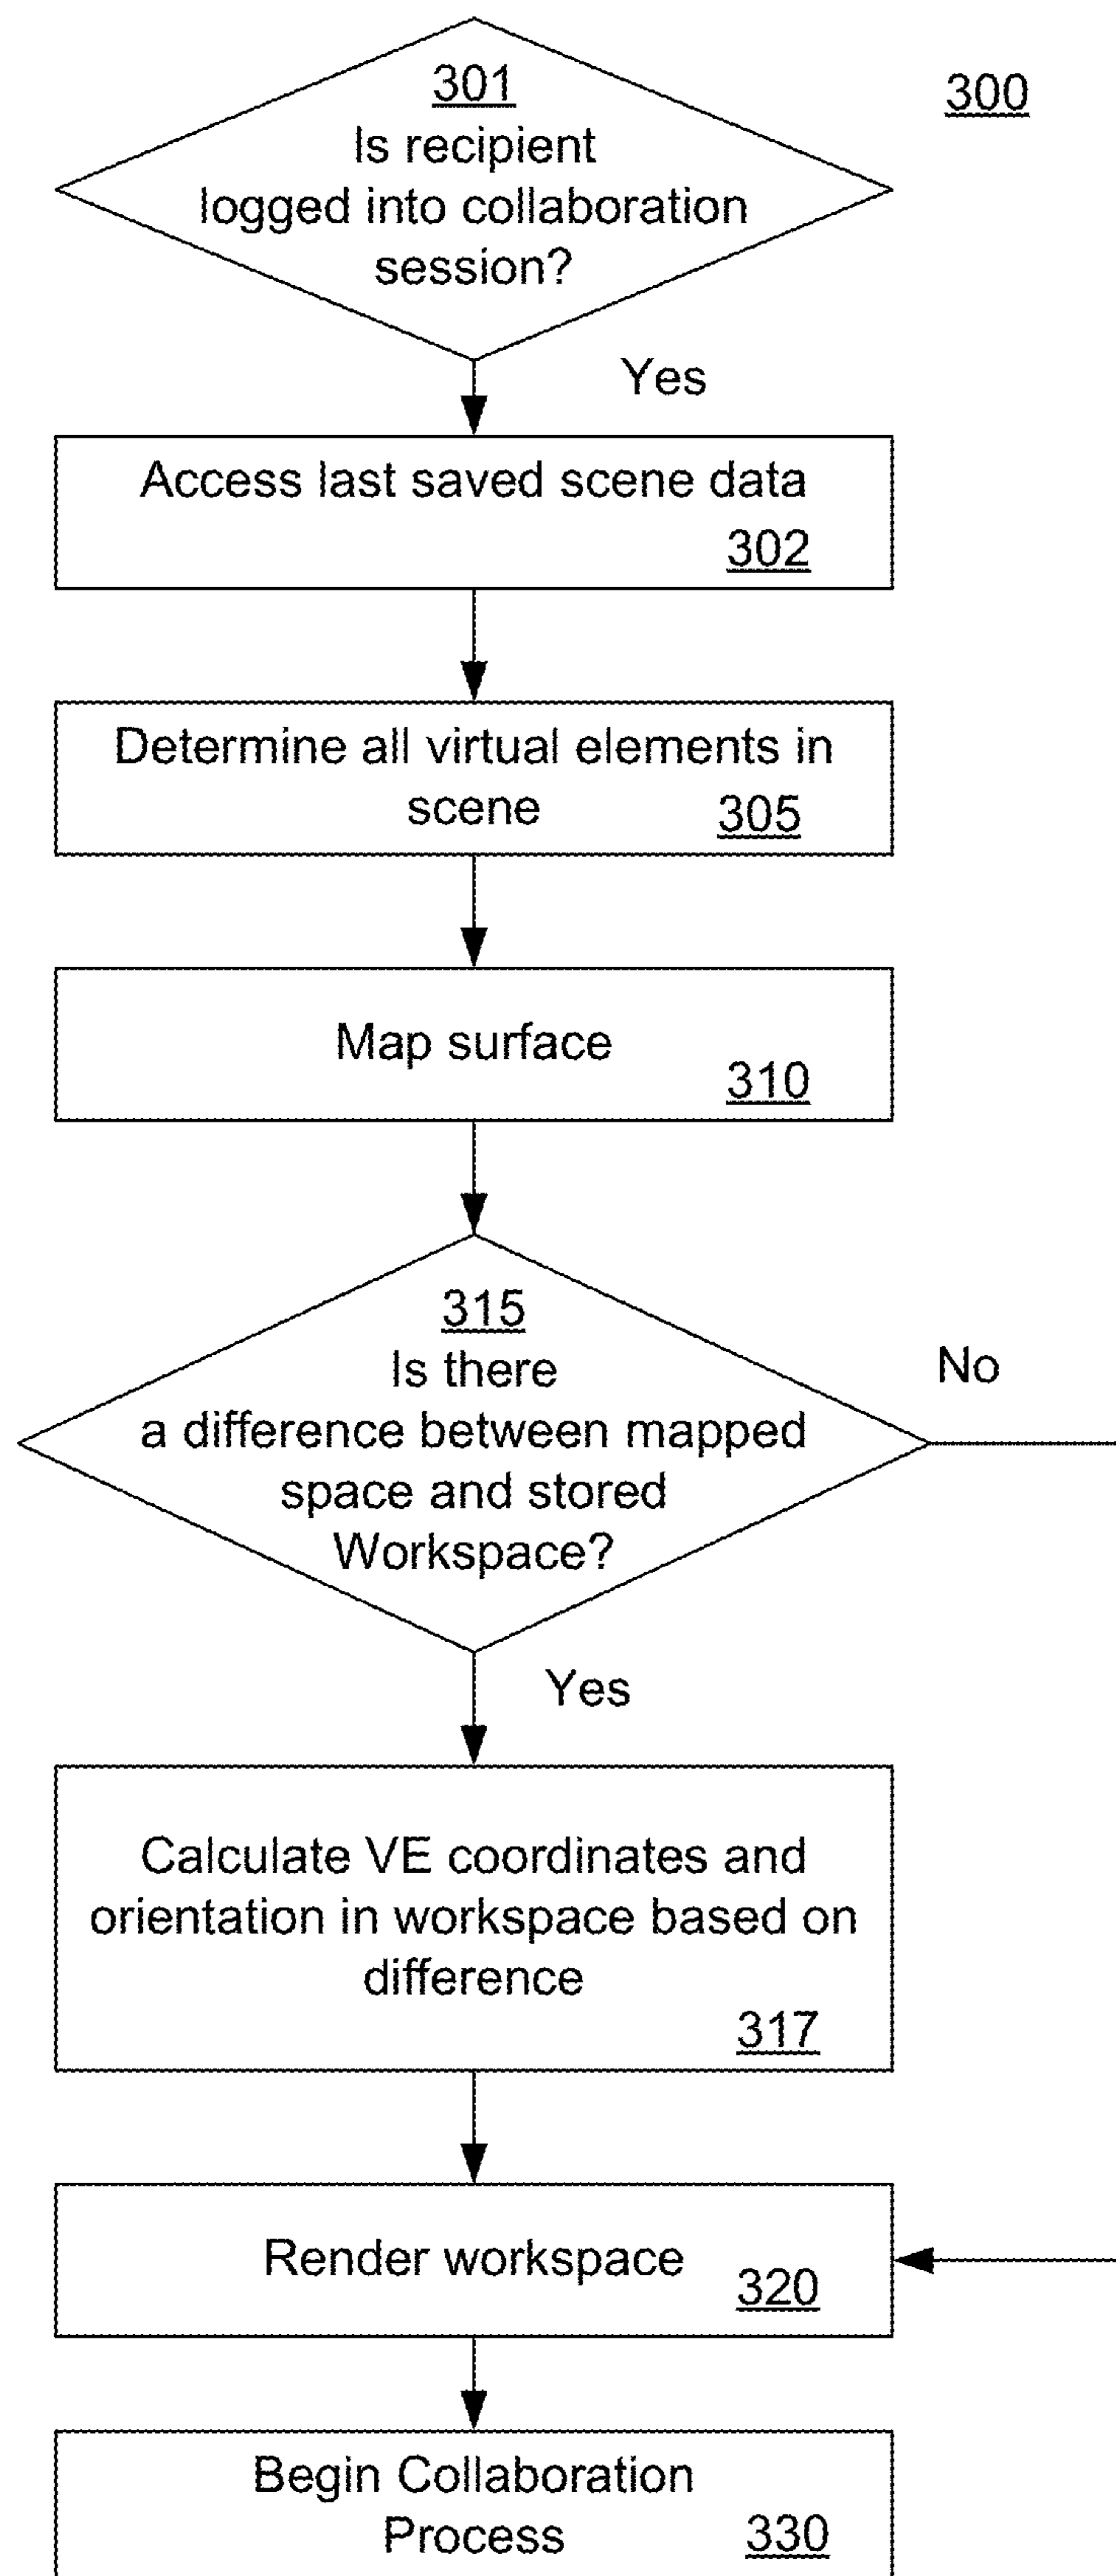 301
300
Is recipient
logged into collaboration
session?
Yes
Access last saved scene data
302
Determine all virtual elements in
scene 305
Map surface
310
315
Is there
a difference between mapped
space and stored
Workspace?
No
Yes
Calculate VE coordinates and
orientation in workspace based on
difference
317
Render workspace
320
Begin Collaboration
Process 330